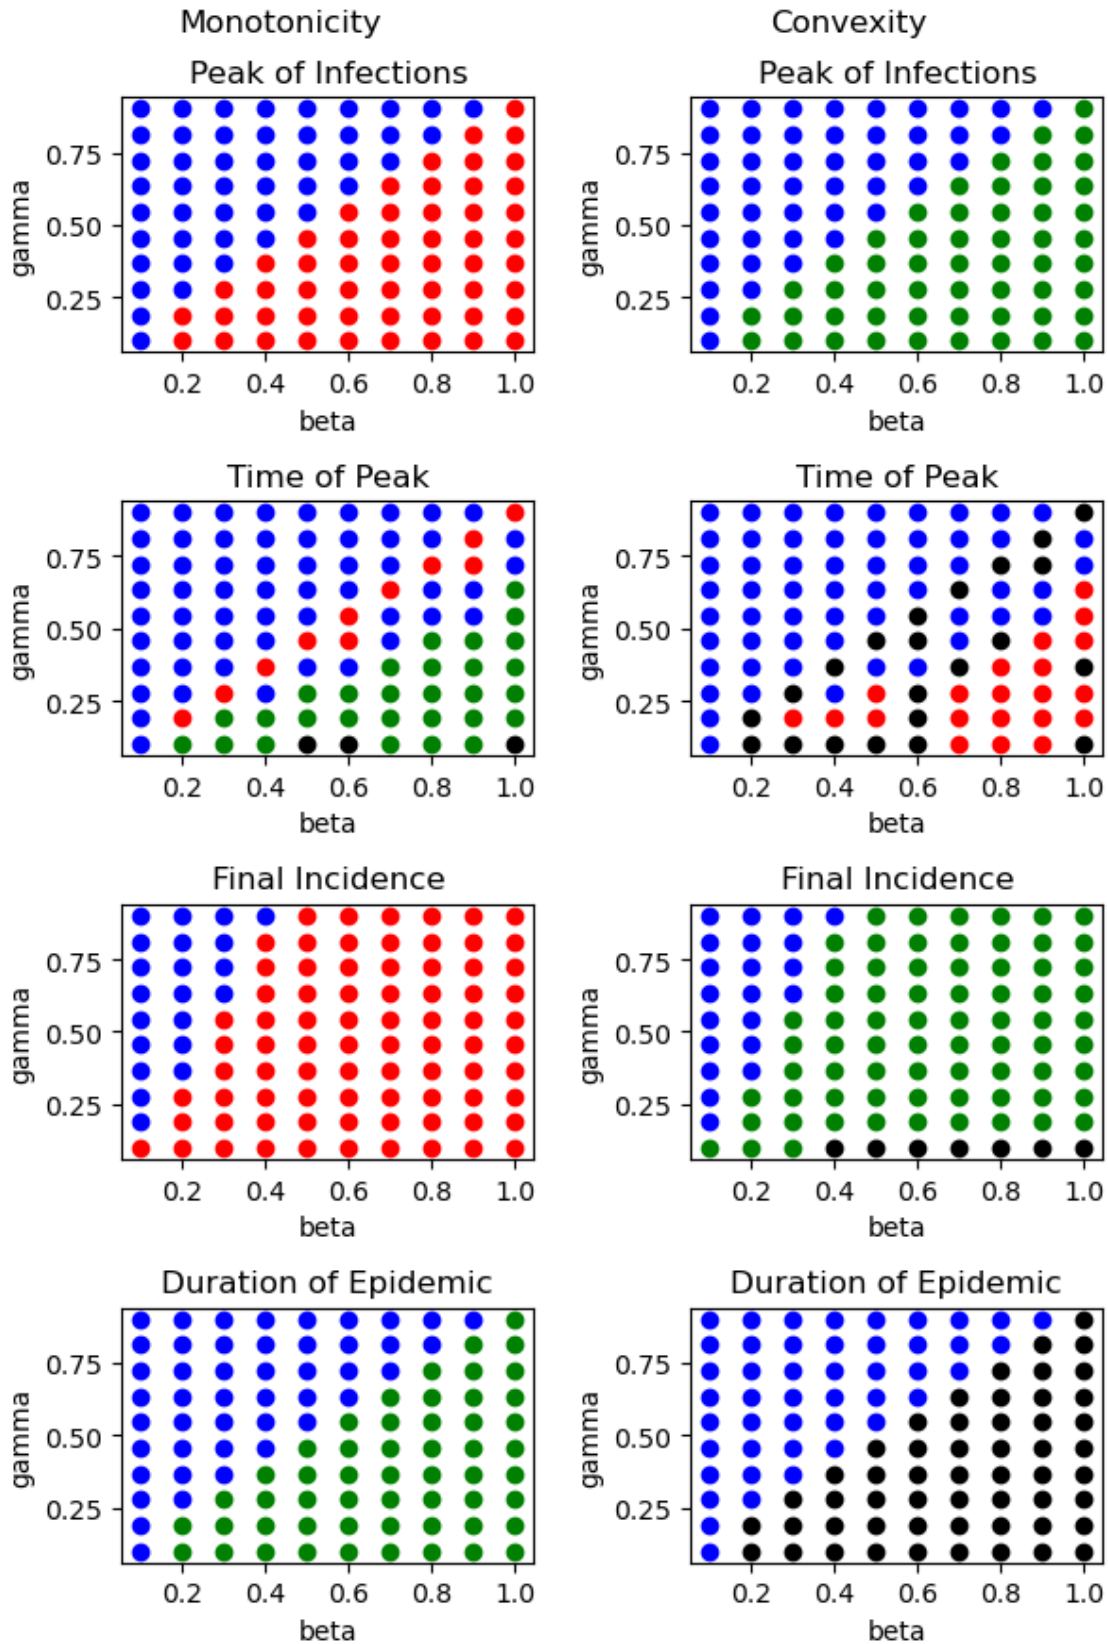 Monotonicity Convexity
Peak of Infections Peak of Infections
0.75 0.75
gamma gamma
0.50 0.50
0.25 0.25
0.2 0.4 0.6 0.8 1.0 0.2 0.4 0.6 0.8 1.0
beta beta
Time of Peak Time of Peak
0.75 0.75
gamma gamma
0.50 0.50
0.25 0.25
0.2 0.4 0.6 0.8 1.0 0.2 0.4 0.6 0.8 1.0
beta beta
Final Incidence Final Incidence
0.75 0.75
gamma gamma
0.50 0.50
0.25 0.25
0.2 0.4 0.6 0.8 1.0 0.2 0.4 0.6 0.8 1.0
beta beta
Duration of Epidemic Duration of Epidemic
0.75 0.75
gamma gamma
0.50 0.50
0.25 0.25
0.2 0.4 0.6 0.8 1.0 0.2 0.4 0.6 0.8 1.0
beta beta